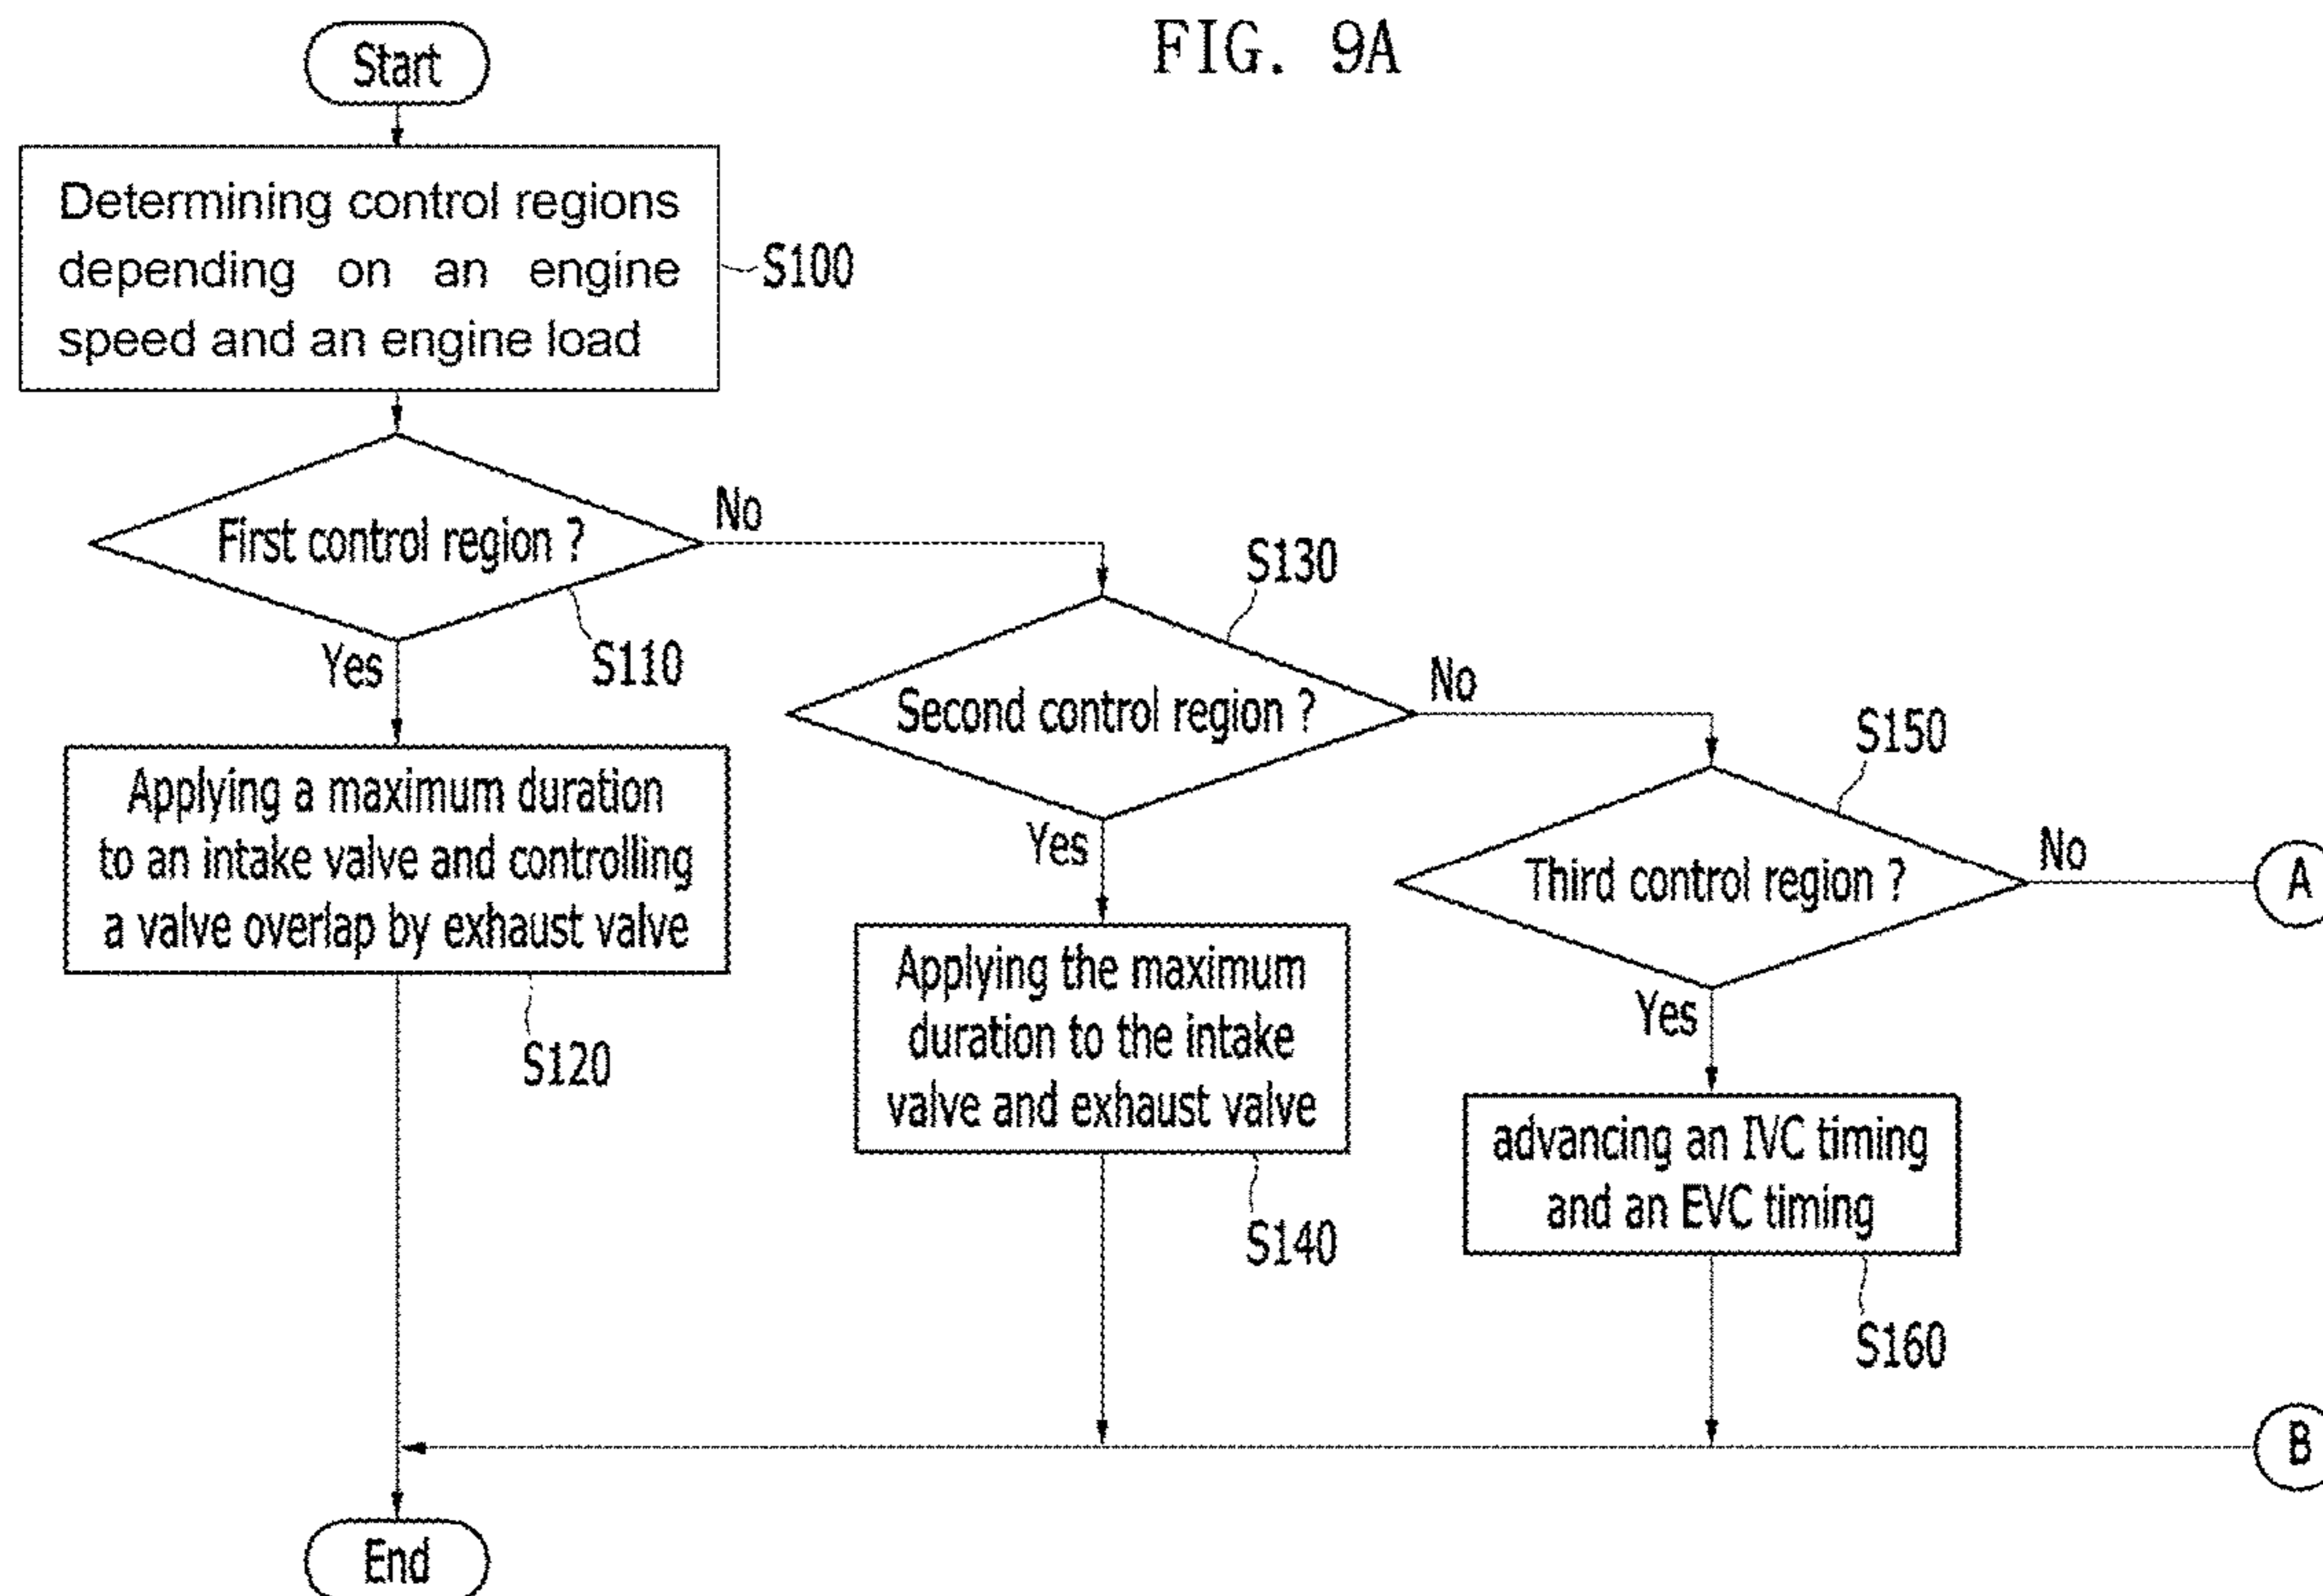 FIG. 9A
Start
Determining control regions
depending on an engine
speed and an engine load
S100
First control region ?
No
Yes
S110
S130
Second control region ?
No
Yes
S150
Third control region ?
No
A
Yes
Applying a maximum duration
to an intake valve and controlling
a valve overlap by exhaust valve
S120
Applying the maximum
duration to the intake
valve and exhaust valve
S140
advancing an IVC timing
and an EVC timing
S160
B
End